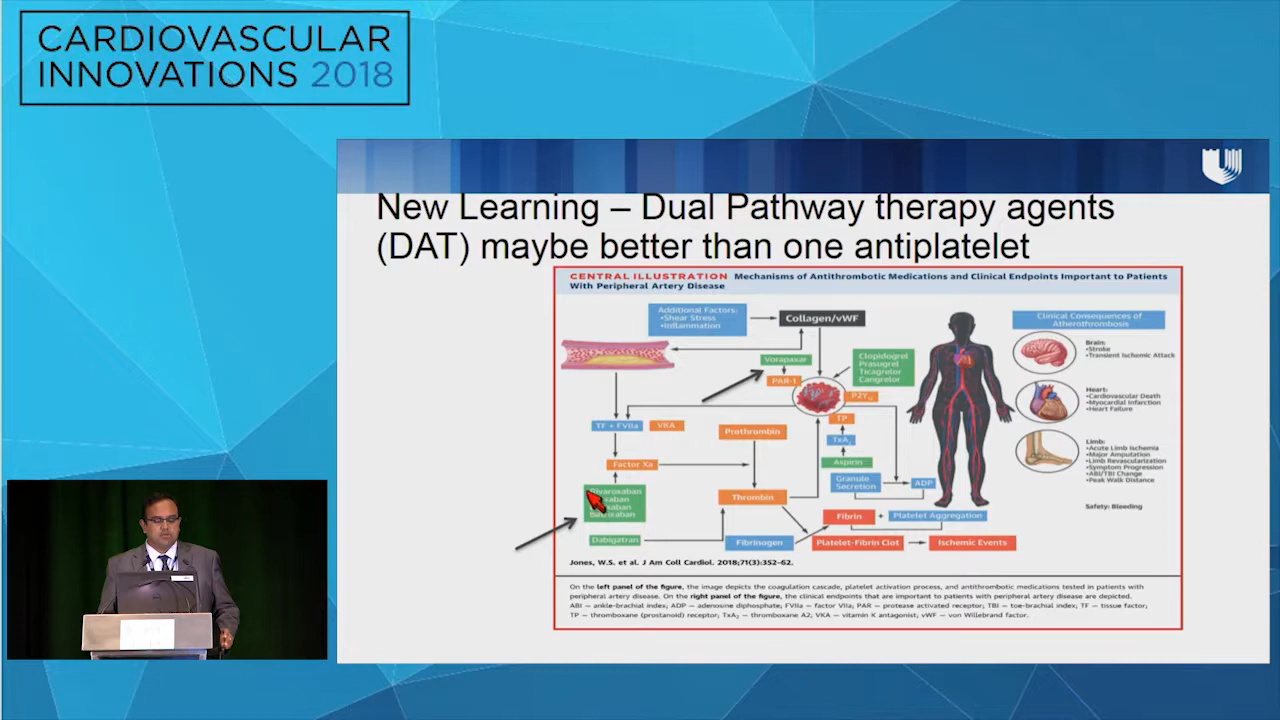 CARDIOVASCULAR
INNOVATIONS 2018
New Learning – Dual Pathway therapy agents
(DAT) maybe better than one antiplatelet
CENTRAL ILLUSTRATION Mechanisms of Antithrombotic Medications and Clinical Endpoints Important to Patients
With Peripheral Artery Disease
Additional Factors:
•Shear Stress
•Inflammation
Collagen/vWF
Clinical Consequences of
Atherothrombosis
Vorapaxar
PAR-1
Clopidogrel
Prasugrel
Ticagrelor
Cangrelor
P2Y₁₂
Brain:
•Stroke
•Transient Ischemic Attack
Heart:
•Cardiovascular Death
•Myocardial Infarction
•Heart Failure
TF + FVIIa
VKA
Prothrombin
TP
TxA₂
Aspirin
Factor Xa
Limb:
•Acute Limb Ischemia
•Major Amputation
•Limb Revascularization
•Symptom Progression
•ABI/TBI Change
•Peak Walk Distance
Granule
Secretion
ADP
Rivaroxaban
Thrombin
Safety: Bleeding
Fibrin + Platelet Aggregation
Dabigatran
Fibrinogen
Platelet-Fibrin Clot
Ischemic Events
Jones, W.S. et al. J Am Coll Cardiol. 2018;71(3):352–62.
On the left panel of the figure, the image depicts the coagulation cascade, platelet activation process, and antithrombotic medications tested in patients with
peripheral artery disease. On the right panel of the figure, the clinical endpoints that are important to patients with peripheral artery disease are depicted.
ABI = ankle-brachial index; ADP = adenosine diphosphate; FVIIa = factor VIIa; PAR = protease activated receptor; TBI = toe-brachial index; TF = tissue factor;
TP = thromboxane (prostanoid) receptor; TxA₂ = thromboxane A2; VKA = vitamin K antagonist; vWF = von Willebrand factor.